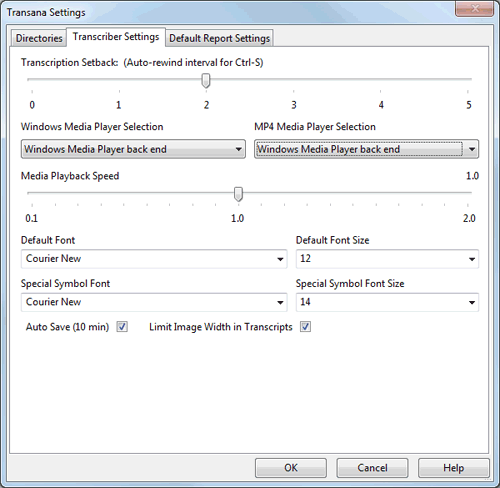 Transana Settings
Directories Transcriber Settings Default Report Settings
Transcription Setback: (Auto-rewind interval for Ctrl-S)
0 1 2 3 4 5
Windows Media Player Selection MP4 Media Player Selection
Windows Media Player back end Windows Media Player back end
Media Playback Speed 1.0
0.1 1.0 2.0
Default Font Default Font Size
Courier New 12
Special Symbol Font Special Symbol Font Size
Courier New 14
Auto Save (10 min) Limit Image Width in Transcripts
OK Cancel Help